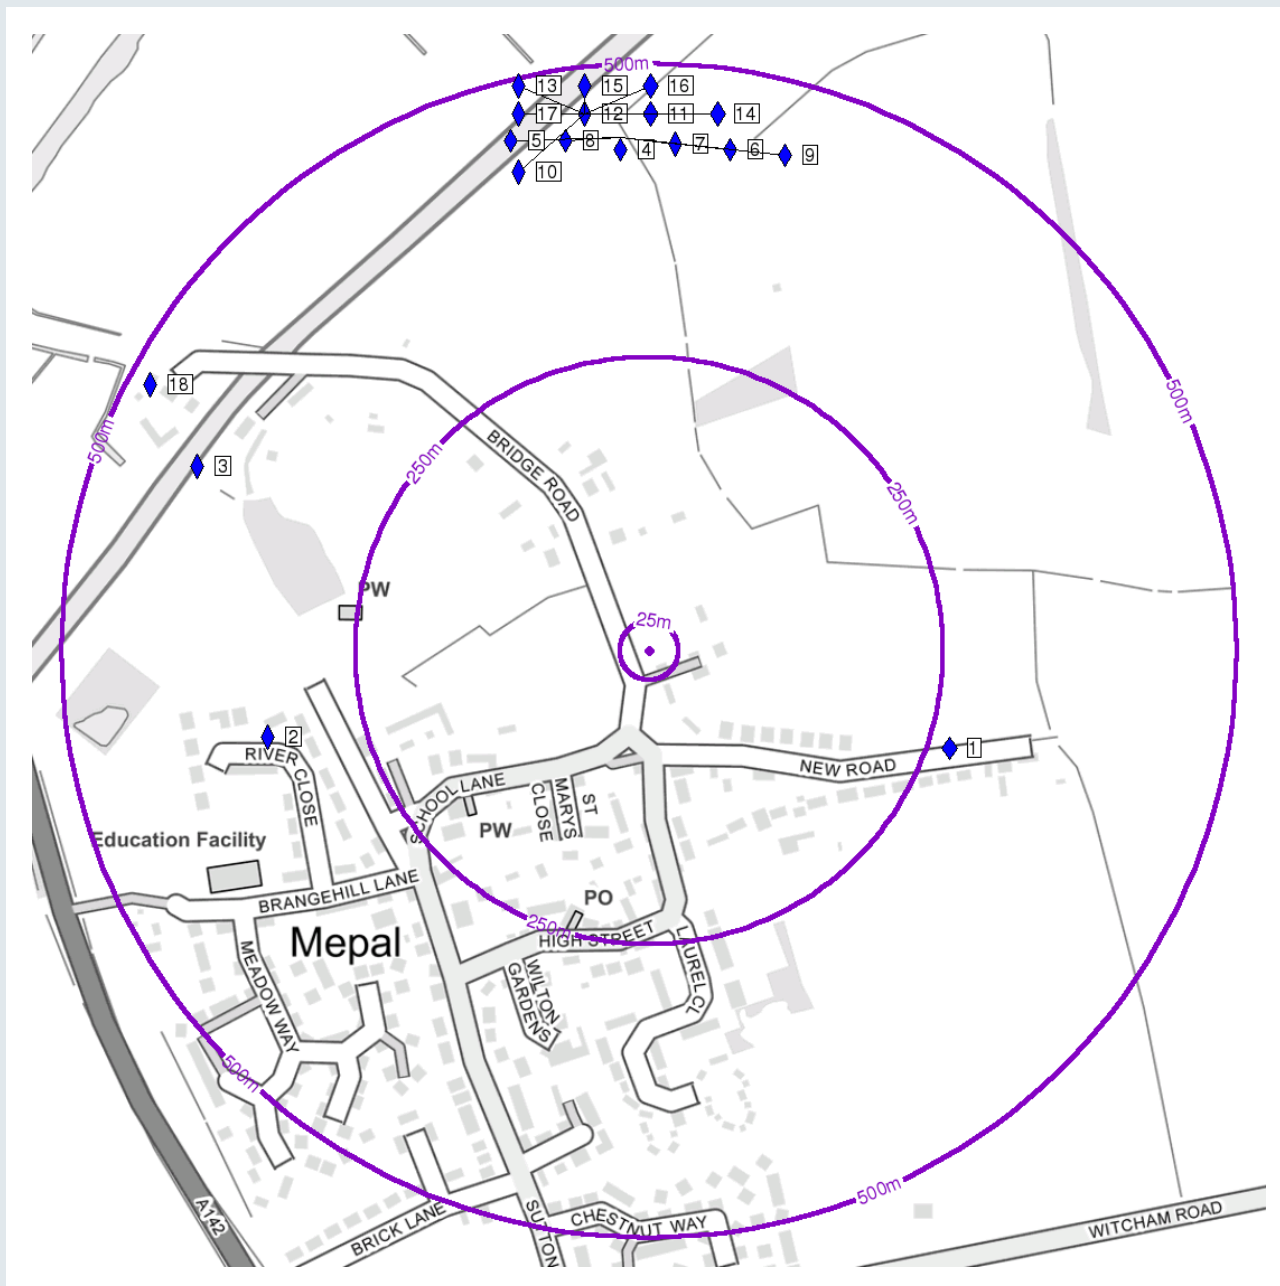 500m
13
15
16
17
12
11
14
5
8
4
7
6
9
10
18
500m
500m
3
BRIDGE ROAD
250m
250m
PW
25m
2
1
RIVER CLOSE
NEW ROAD
SCHOOL LANE
ST
MARYS
CLOSE
PW
Education Facility
BRANGEHILL LANE
PO
250m
HIGH STREET
Mepal
MEADOW WAY
WILTON
GARDENS
LAUREL CL
500m
500m
A142
BRICK LANE
SUTTON
CHESTNUT WAY
WITCHAM ROAD